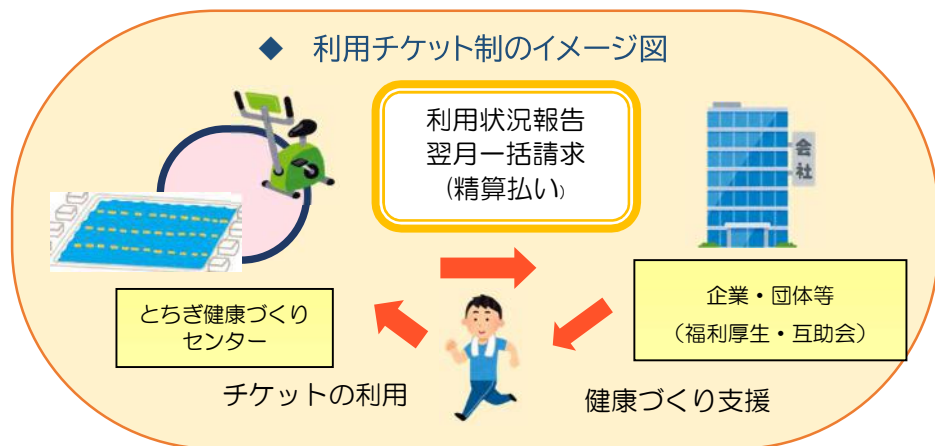 ◆ 利用チケット制のイメージ図
利用状況報告
翌月一括請求
(精算払い)
会社
とちぎ健康づくり
センター
企業・団体等
（福利厚生・互助会）
チケットの利用
健康づくり支援